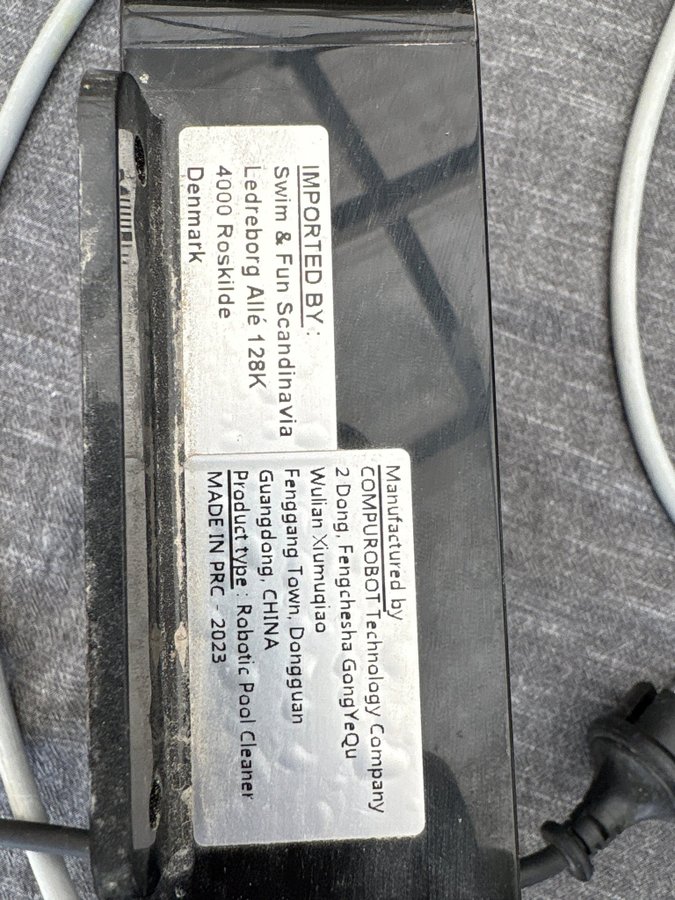 IMPORTED BY :
Swim & Fun Scandinavia
Ledreborg Allé 128K
4000 Roskilde
Denmark
Manufactured by
COMPUROBOT Technology Company
2 Dong, Fengchesha GongYeQu
Wulian Xiumuqiao
Fenggang Town, Dongguan
Guangdong, CHINA
Product type : Robotic Pool Cleaner
MADE IN PRC - 2023